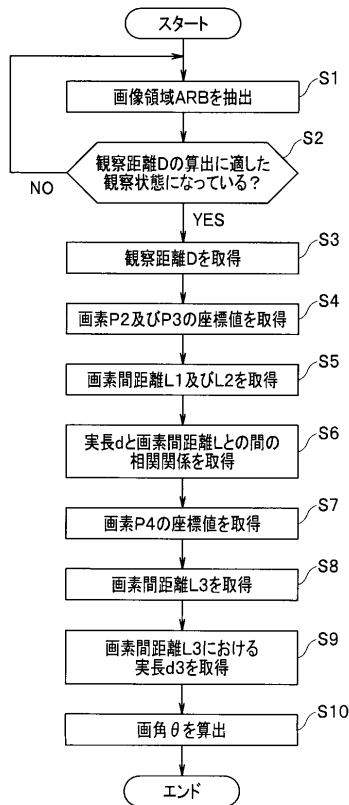 スタート
画像領域ARBを抽出
S1
観察距離Dの算出に適した
観察状態になっている?
S2
NO
YES
観察距離Dを取得
S3
画素P2及びP3の座標値を取得
S4
画素間距離L1及びL2を取得
S5
実長dと画素間距離Lとの間の
相関関係を取得
S6
画素P4の座標値を取得
S7
画素間距離L3を取得
S8
画素間距離L3における
実長d3を取得
S9
画角θを算出
S10
エンド